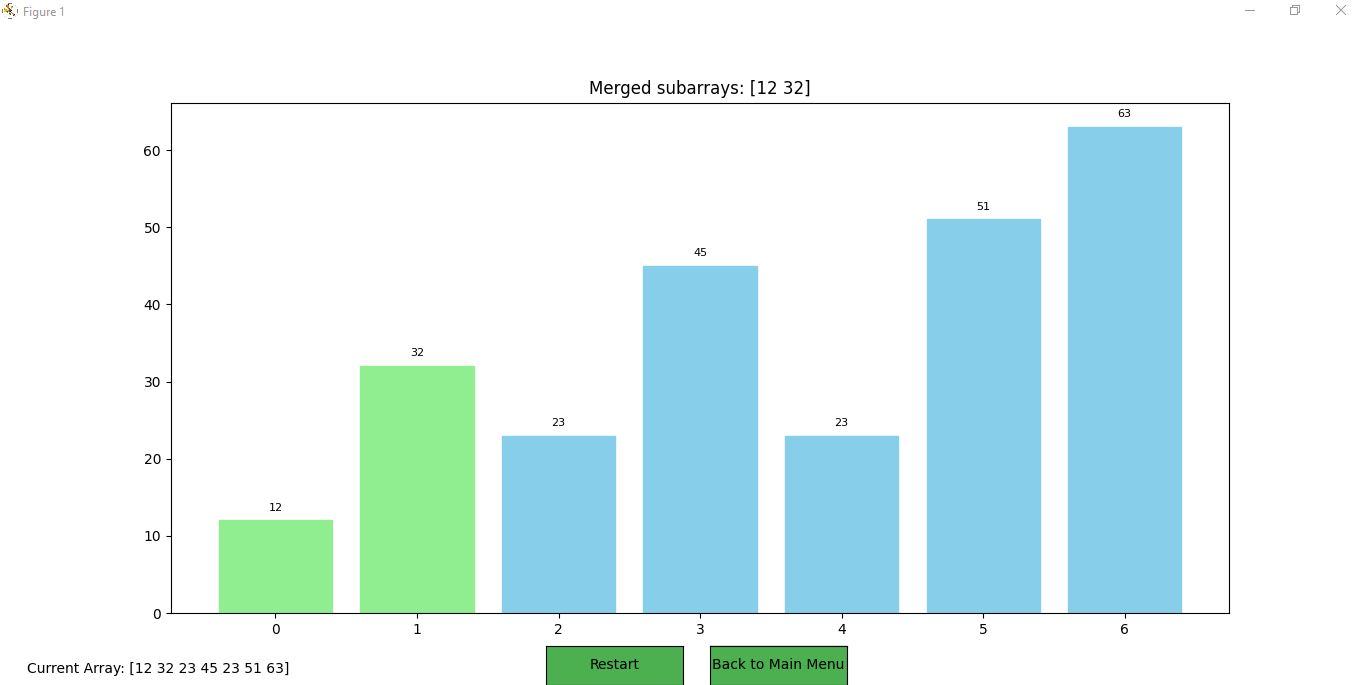 Figure 1
Merged subarrays: [12 32]
63
60
51
50
45
40
32
30
23
23
20
12
10
0
0 1 2 3 4 5 6
Restart
Back to Main Menu
Current Array: [12 32 23 45 23 51 63]